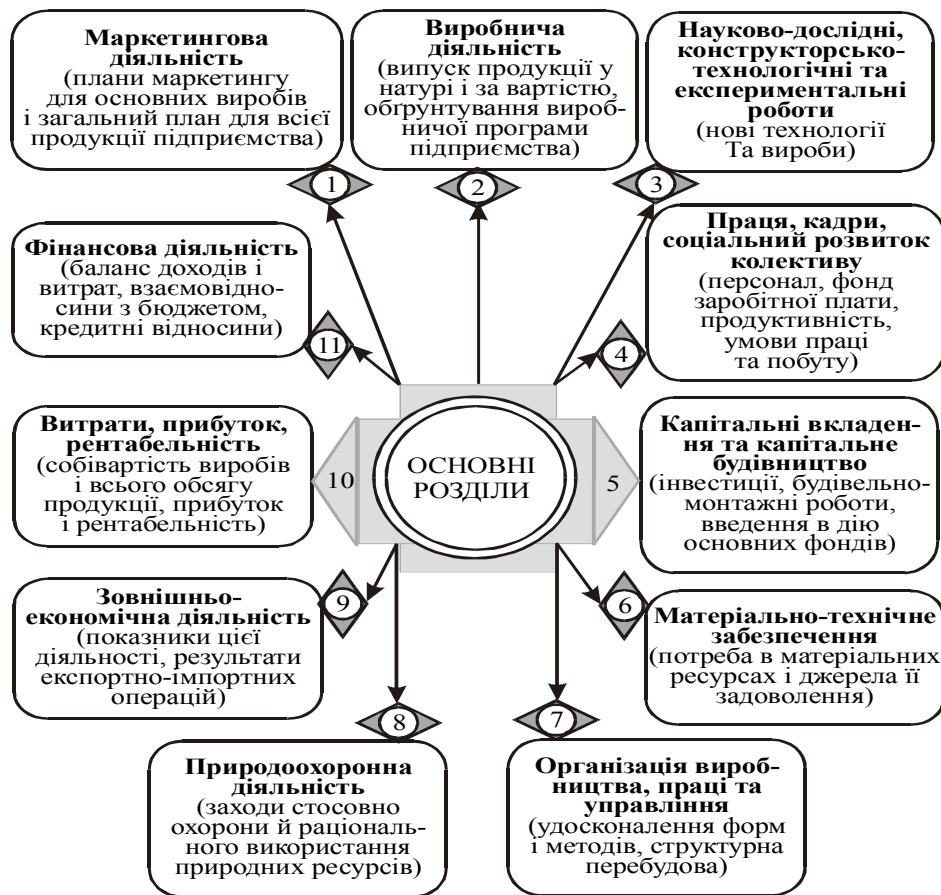 Маркетингова
діяльність
(плани маркетингу
для основних виробів
і загальний план для всієї
продукції підприємства)
1
Виробнича
діяльність
(випуск продукції у
натурі і за вартістю,
обґрунтування вироб-
ничої програми
підприємства)
2
Науково-дослідні,
конструкторсько-
технологічні та
експериментальні
роботи
(нові технології
Та вироби)
3
Праця, кадри,
соціальний розвиток
колективу
(персонал, фонд
заробітної плати,
продуктивність,
умови праці
та побуту)
4
Капітальні вкладен-
ня та капітальне
будівництво
(інвестиції, будівельно-
монтажні роботи,
введення в дію
основних фондів)
5
Матеріально-технічне
забезпечення
(потреба в матеріальних
ресурсах і джерела її
задоволення)
6
Організація вироб-
ництва, праці та
управління
(удосконалення форм
і методів, структурна
перебудова)
7
Природоохоронна
діяльність
(заходи стосовно
охорони й раціональ-
ного використання
природних ресурсів)
8
Зовнішньо-
економічна діяльність
(показники цієї
діяльності, результати
експортно-імпортних
операцій)
9
Витрати, прибуток,
рентабельність
(собівартість виробів
і всього обсягу
продукції, прибуток
і рентабельність)
10
Фінансова діяльність
(баланс доходів і
витрат, взаємовідно-
сини з бюджетом,
кредитні відносини)
11
ОСНОВНІ
РОЗДІЛИ